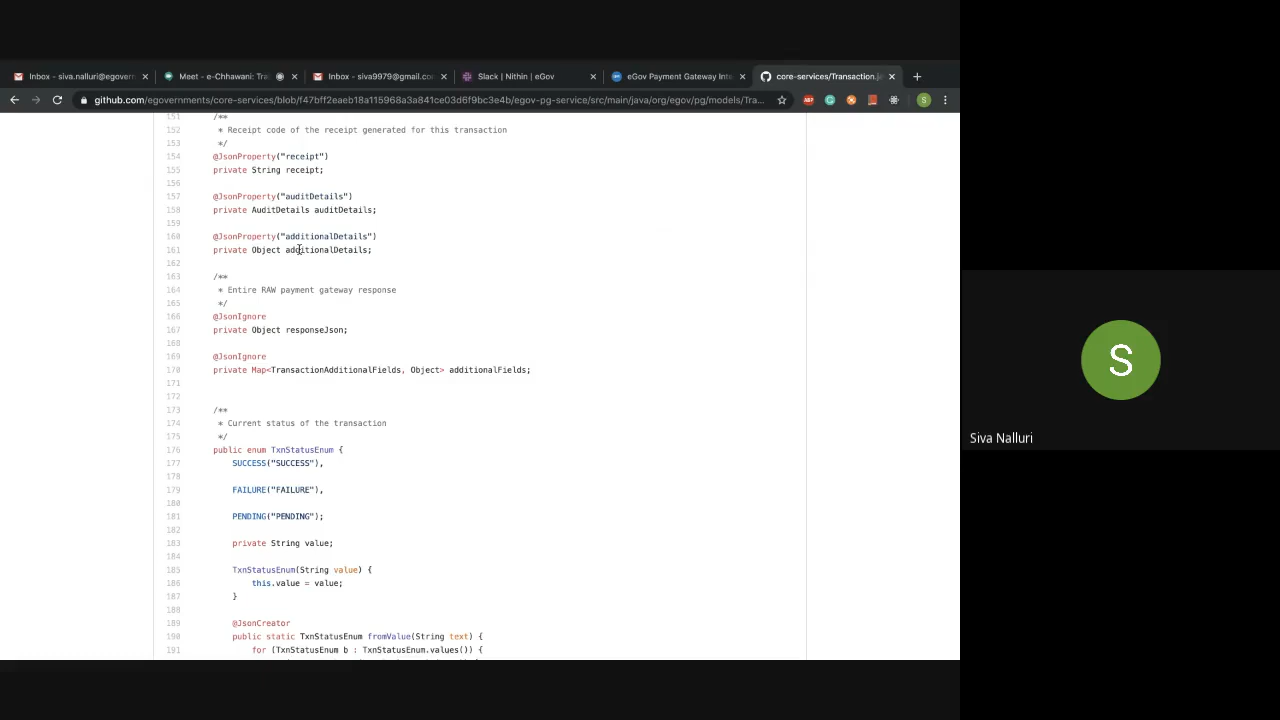 Inbox - siva.nalluri@egovern
Meet - e-Chhawani: Tra
Inbox - siva9979@gmail.co
Slack | Nithin | eGov
eGov Payment Gateway Inte
core-services/Transaction.ja
github.com/egovernments/core-services/blob/f47bff2eaeb18a115968a3a841ce03d6f9bc3e4b/egov-pg-service/src/main/java/org/egov/pg/models/Tra...
ABP
S
151 /**
152 * Receipt code of the receipt generated for this transaction
153 */
154 @JsonProperty("receipt")
155 private String receipt;
156
157 @JsonProperty("auditDetails")
158 private AuditDetails auditDetails;
159
160 @JsonProperty("additionalDetails")
161 private Object additionalDetails;
162
163 /**
164 * Entire RAW payment gateway response
165 */
166 @JsonIgnore
167 private Object responseJson;
168
169 @JsonIgnore
170 private Map<TransactionAdditionalFields, Object> additionalFields;
171
172
173 /**
174 * Current status of the transaction
175 */
176 public enum TxnStatusEnum {
177 SUCCESS("SUCCESS"),
178
179 FAILURE("FAILURE"),
180
181 PENDING("PENDING");
182
183 private String value;
184
185 TxnStatusEnum(String value) {
186 this.value = value;
187 }
188
189 @JsonCreator
190 public static TxnStatusEnum fromValue(String text) {
191 for (TxnStatusEnum b : TxnStatusEnum.values()) {
S
Siva Nalluri